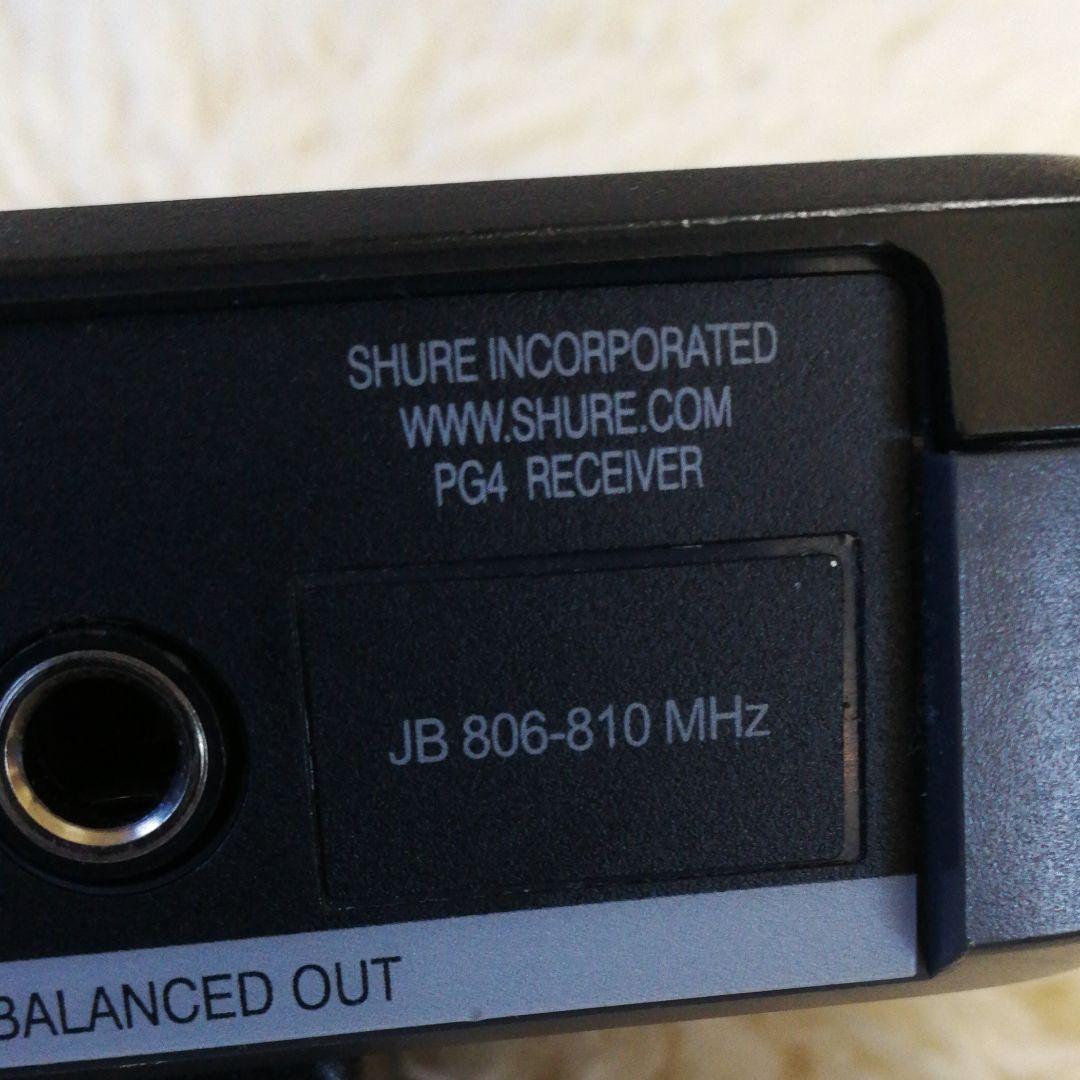 SHURE INCORPORATED
WWW.SHURE.COM
PG4 RECEIVER
JB 806-810 MHz
BALANCED OUT